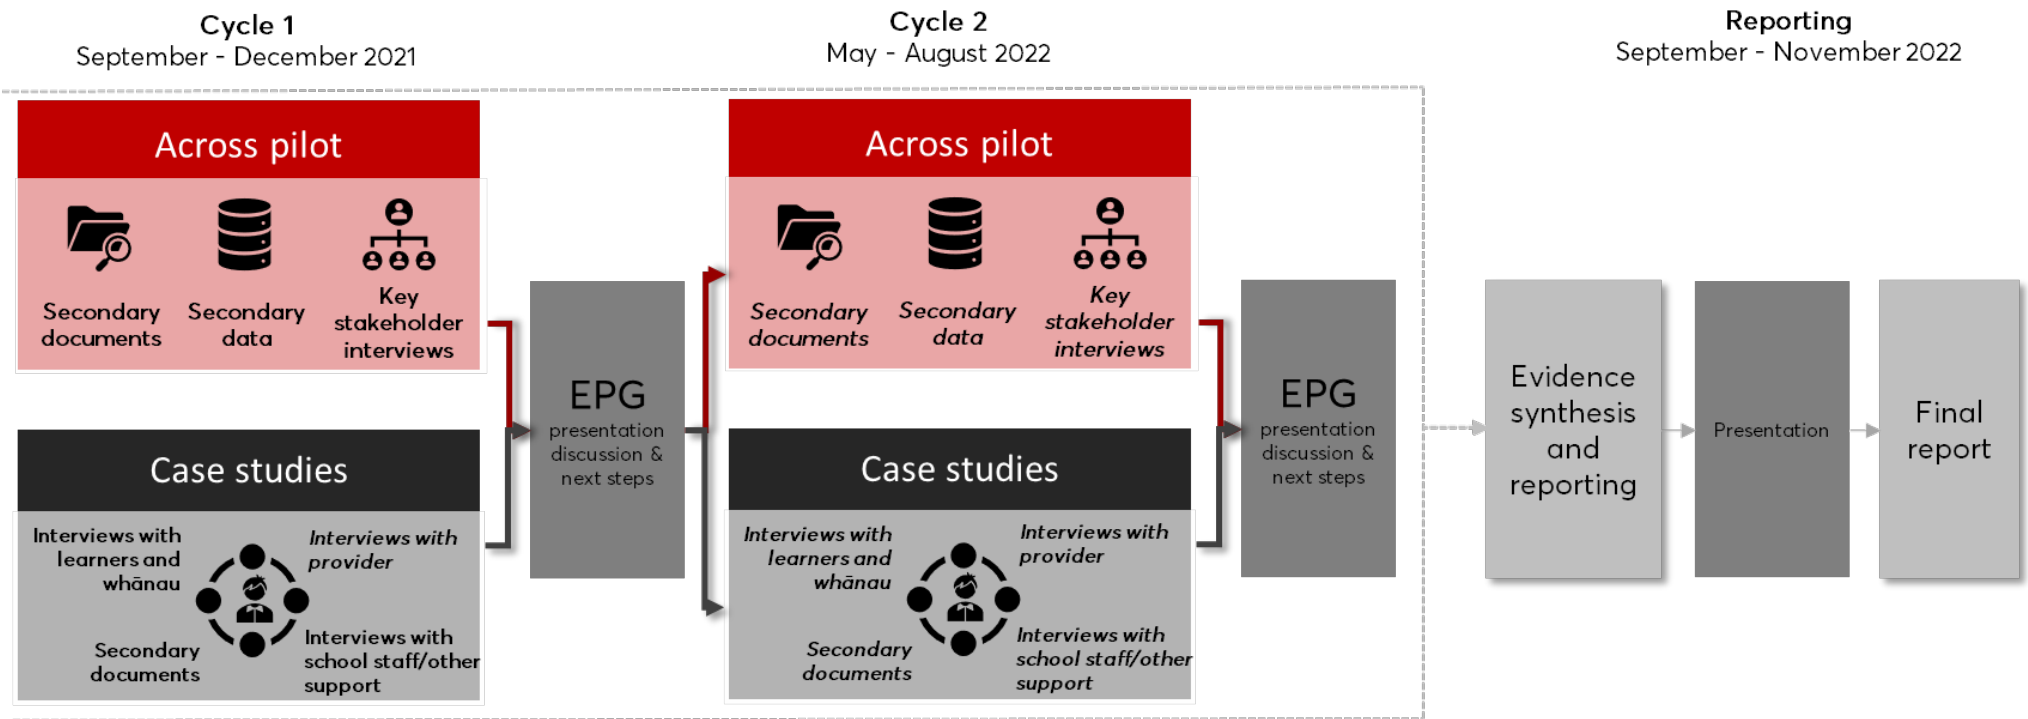 Cycle 1
September - December 2021
Across pilot
Secondary
documents
Secondary
data
Key
stakeholder
interviews
Case studies
Interviews with
learners and
whānau
Interviews with
provider
Secondary
documents
Interviews with
school staff/other
support
EPG
presentation
discussion &
next steps
Cycle 2
May - August 2022
Across pilot
Secondary
documents
Secondary
data
Key
stakeholder
interviews
Case studies
Interviews with
learners and
whānau
Interviews with
provider
Secondary
documents
Interviews with
school staff/other
support
EPG
presentation
discussion &
next steps
Reporting
September - November 2022
Evidence
synthesis
and
reporting
Presentation
Final
report